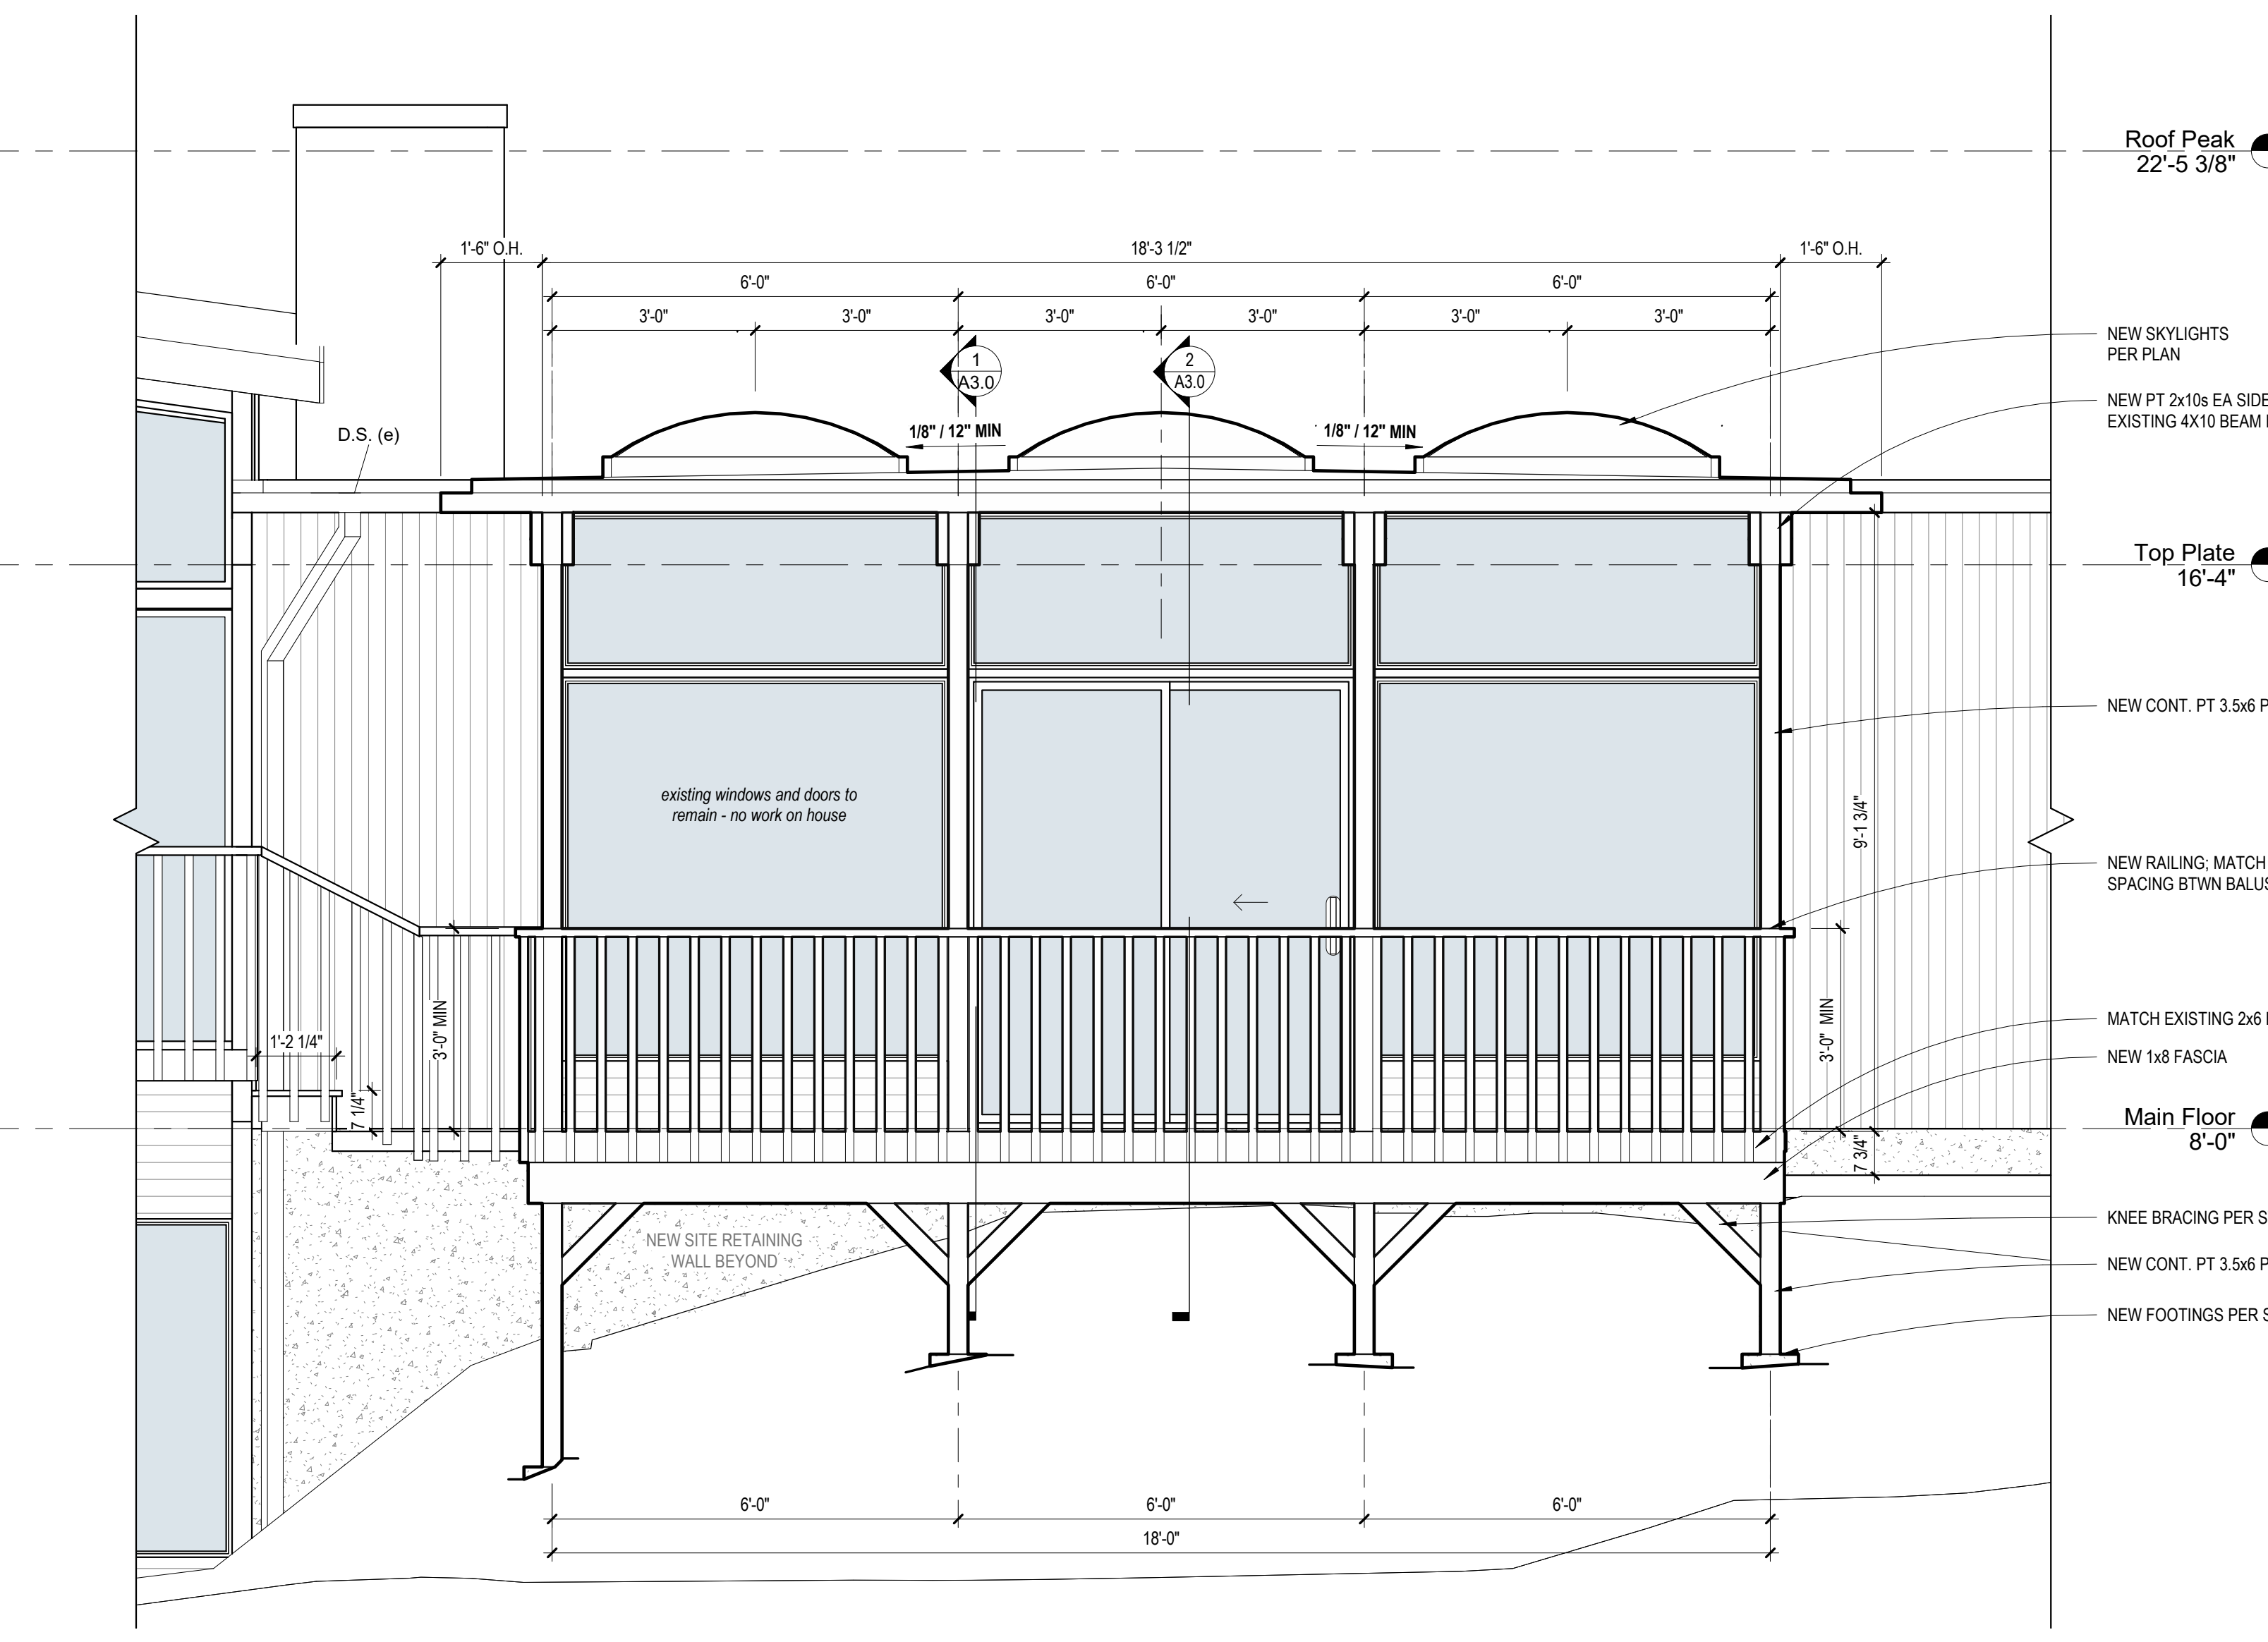 Roof Peak
22'-5 3/8"
1'-6" O.H.
18'-3 1/2"
1'-6" O.H.
6'-0"
6'-0"
6'-0"
3'-0"
3'-0"
3'-0"
3'-0"
3'-0"
3'-0"
NEW SKYLIGHTS
PER PLAN
1
A3.0
2
A3.0
NEW PT 2x10s EA SIDE
EXISTING 4X10 BEAM
D.S. (e)
1/8" / 12" MIN
1/8" / 12" MIN
Top Plate
16'-4"
NEW CONT. PT 3.5x6
existing windows and doors to
remain - no work on house
9'-1 3/4"
NEW RAILING; MATCH
SPACING BTWN
3'-0" MIN
3'-0" MIN
1'-2 1/4"
7 1/4"
MATCH EXISTING 2x6
NEW 1x8 FASCIA
Main Floor
8'-0"
7 3/4"
KNEE BRACING PER
NEW SITE RETAINING
WALL BEYOND
NEW CONT. PT 3.5x6
NEW FOOTINGS PER
6'-0"
6'-0"
6'-0"
18'-0"